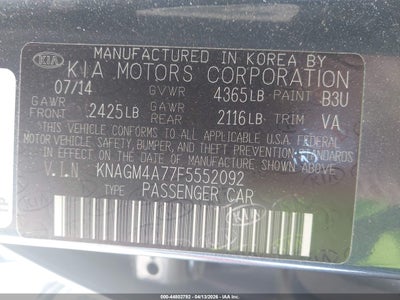 MANUFACTURED IN KOREA BY
KIA MOTORS CORPORATION
07/14 GVWR 4365LB PAINT B3U
GAWR FRONT 2425LB GAWR 2116LB TRIM VA
THIS VEHICLE CONFORMS TO ALL APPLICABLE U.S.A FEDERAL
MOTOR VEHICLE SAFETY, BUMPER, AND THEFT PREVENTION
STANDARDS IN EFFECT ON THE DATE OF MANUFACTURE SHOWN ABOVE.
V.I.N KNAGM4A77F5552092
TYPE PASSENGER CAR
000-44802792 - 04/13/2026 - IAA Inc.